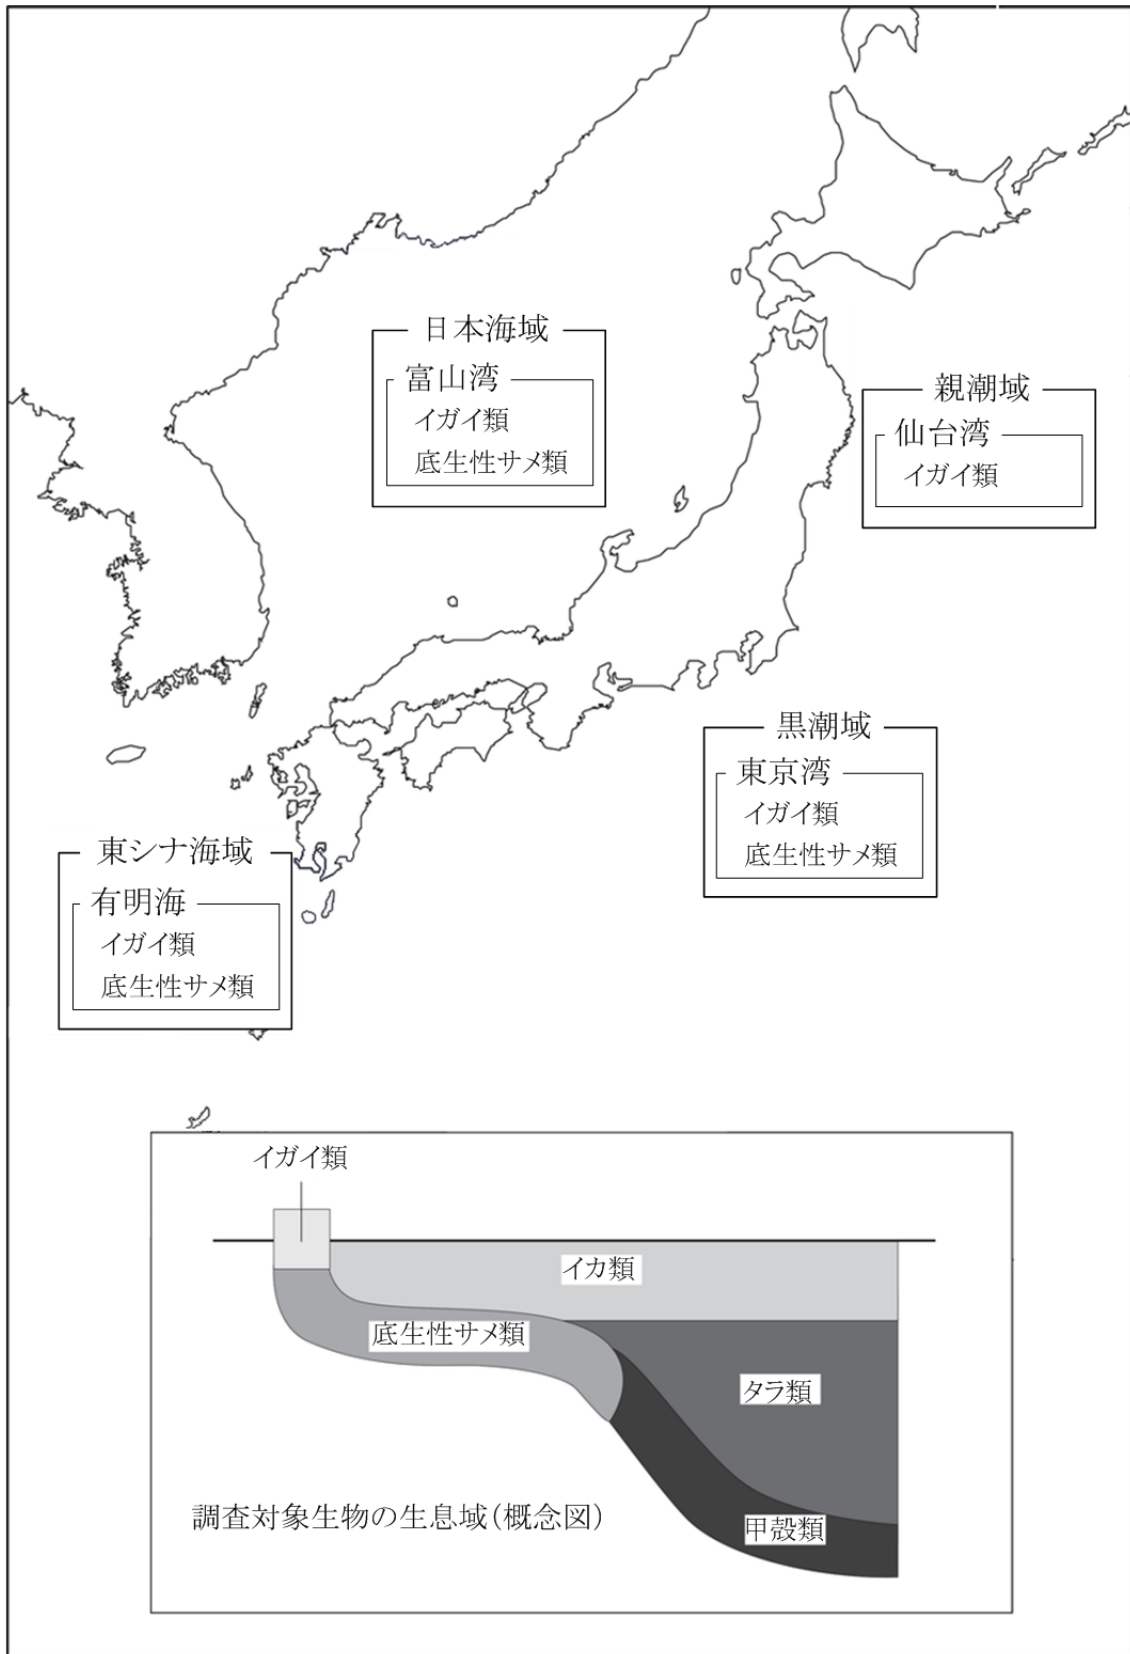 日本海域
富山湾
イガイ類
底生性サメ類
親潮域
仙台湾
イガイ類
黒潮域
東京湾
イガイ類
底生性サメ類
東シナ海域
有明海
イガイ類
底生性サメ類
イガイ類
イカ類
底生性サメ類
タラ類
甲殻類
調査対象生物の生息域(概念図)